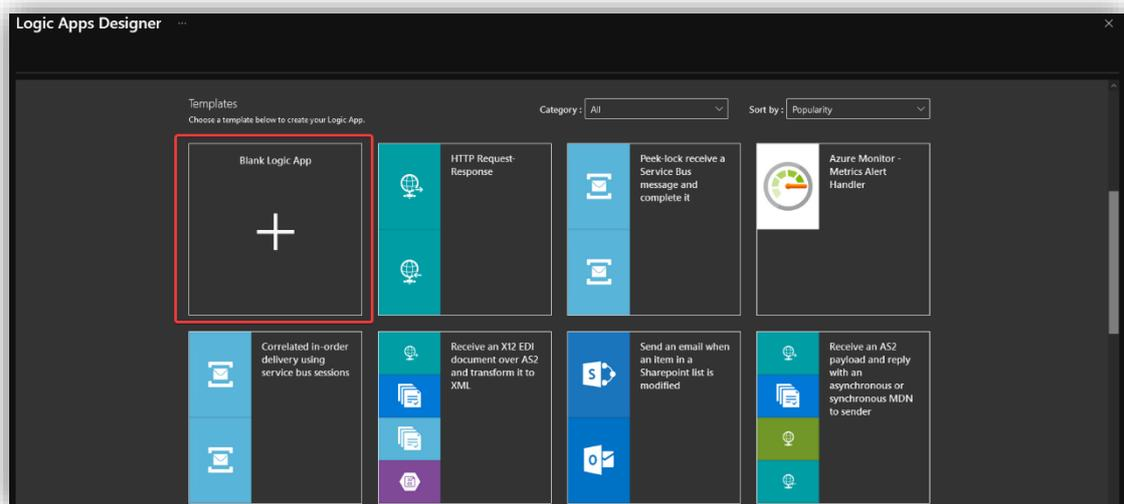 Logic Apps Designer ...
Templates
Choose a template below to create your Logic App.
Category : All
Sort by : Popularity
Blank Logic App
HTTP Request-
Response
Peek-lock receive a
Service Bus
message and
complete it
Azure Monitor -
Metrics Alert
Handler
Correlated in-order
delivery using
service bus sessions
Receive an X12 EDI
document over AS2
and transform it to
XML
Send an email when
an item in a
Sharepoint list is
modified
Receive an AS2
payload and reply
with an
asynchronous or
synchronous MDN
to sender